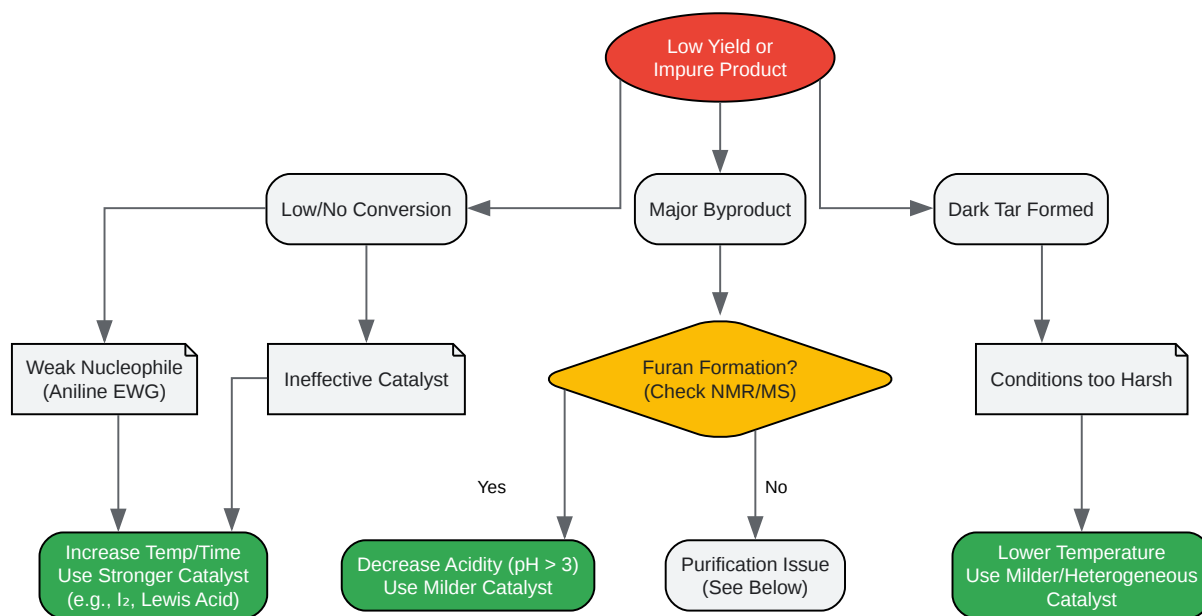 Low Yield or
Impure Product
Low/No Conversion
Major Byproduct
Dark Tar Formed
Weak Nucleophile
(Aniline EWG)
Ineffective Catalyst
Furan Formation?
(Check NMR/MS)
Conditions too Harsh
Yes
No
Increase Temp/Time
Use Stronger Catalyst
(e.g., I₂, Lewis Acid)
Decrease Acidity (pH > 3)
Use Milder Catalyst
Purification Issue
(See Below)
Lower Temperature
Use Milder/Heterogeneous
Catalyst